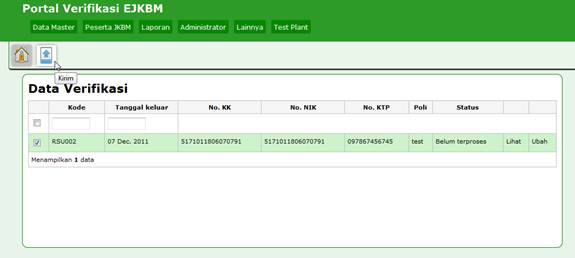 Portal Verifikasi EJKBM
Data Master Peserta JKBM Laporan Administrator Lainnya Test Plant
Kirim
Data Verifikasi
Kode Tanggal keluar No. KK No. NIK No. KTP Poli Status
RSU002 07 Dec. 2011 5171011806070791 5171011806070791 097867456745 test Belum terproses Lihat Ubah
Menampilkan 1 data